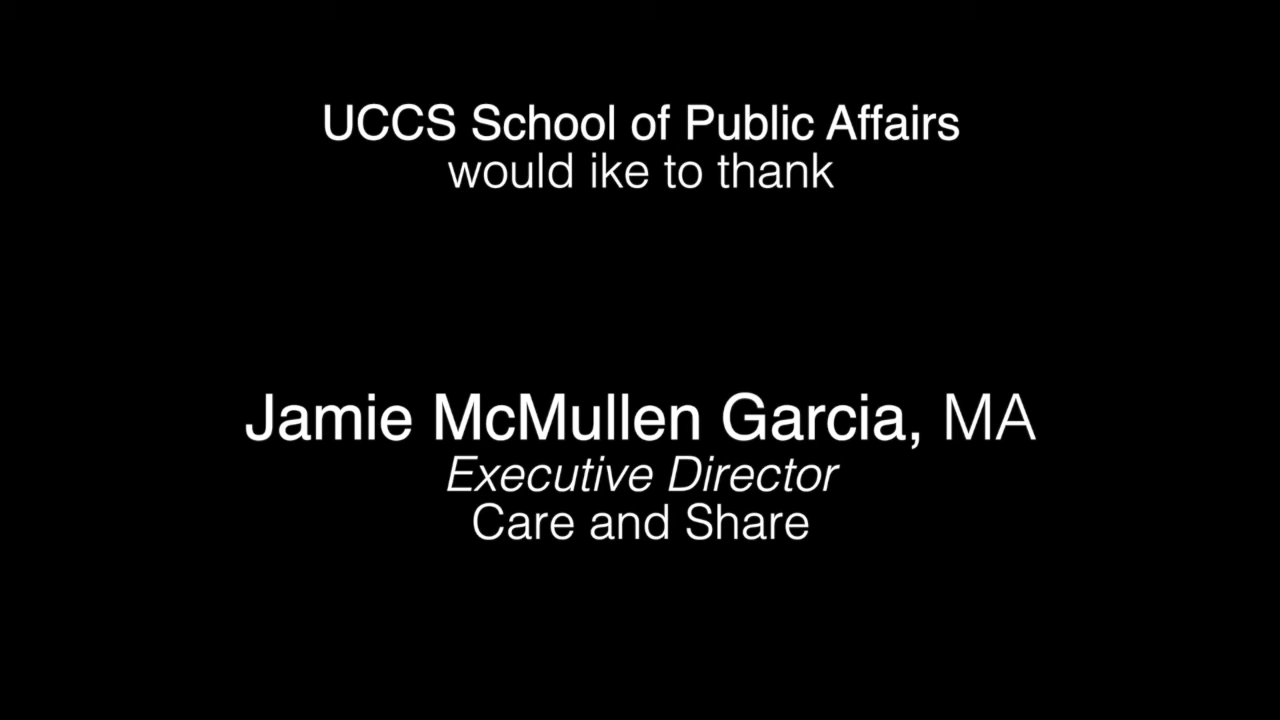 UCCS School of Public Affairs
would ike to thank
Jamie McMullen Garcia, MA
Executive Director
Care and Share